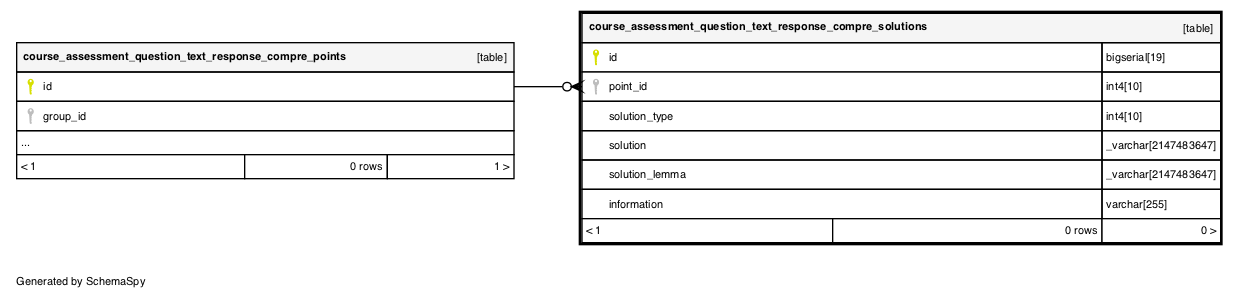 course_assessment_question_text_response_compre_points [table]
id
group_id
...
< 1 0 rows 1 >
course_assessment_question_text_response_compre_solutions [table]
id bigserial[19]
point_id int4[10]
solution_type int4[10]
solution _varchar[2147483647]
solution_lemma _varchar[2147483647]
information varchar[255]
< 1 0 rows 0 >
Generated by SchemaSpy